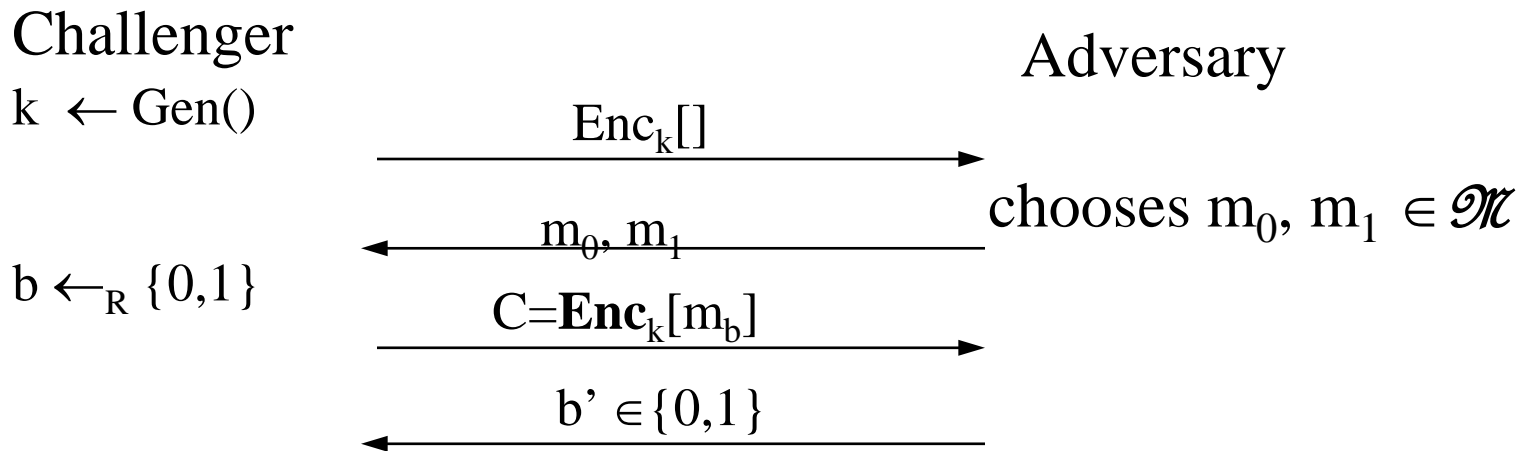 Challenger
Adversary
k ← Gen()
Enc_k[]
chooses m_0, m_1 ∈ ℳ
m_0, m_1
b ←_R {0,1}
C=Enc_k[m_b]
b’ ∈{0,1}